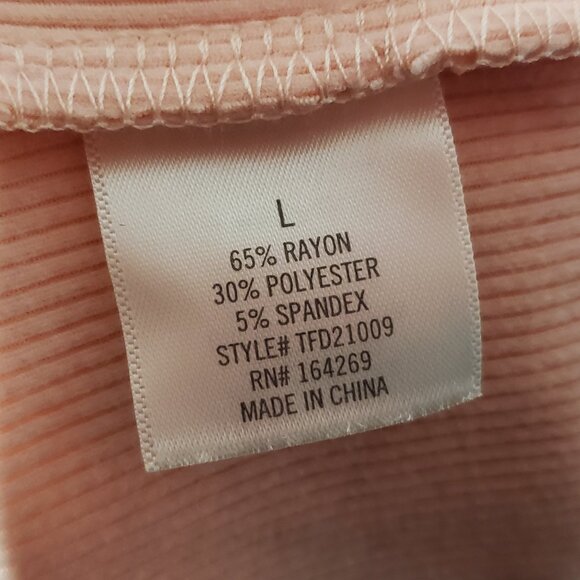 L
65% RAYON
30% POLYESTER
5% SPANDEX
STYLE# TFD21009
RN# 164269
MADE IN CHINA